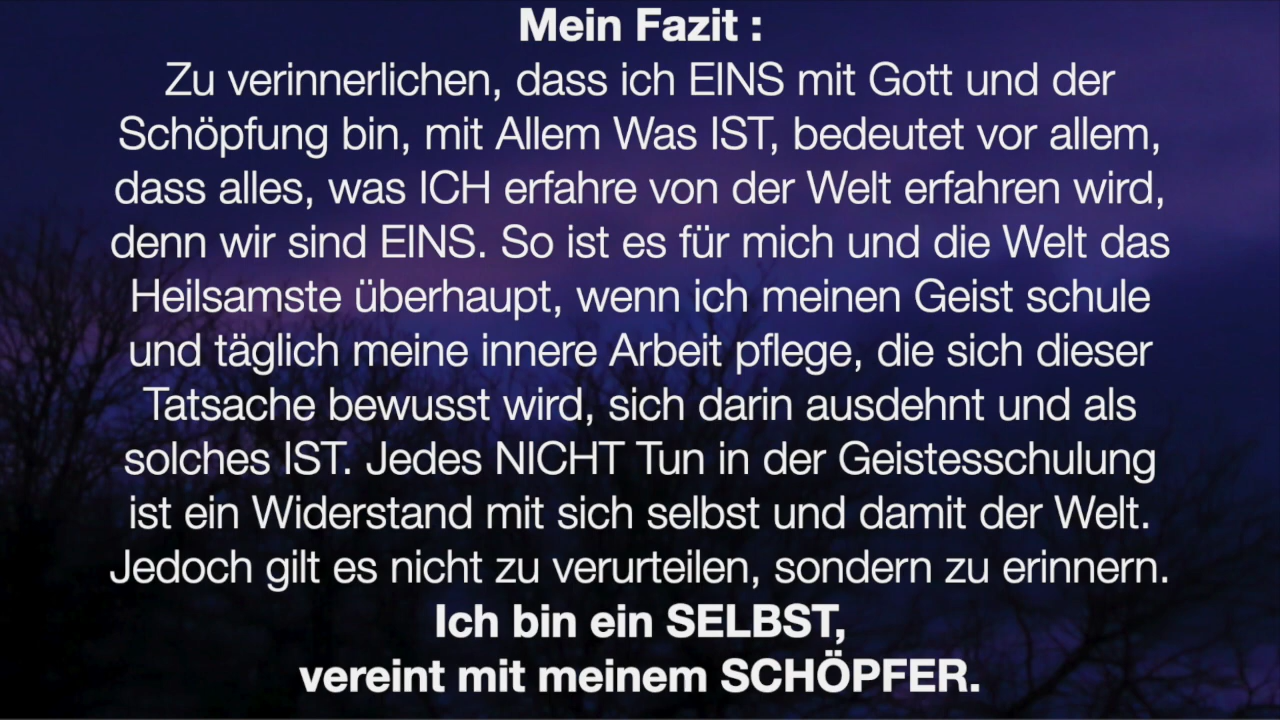 Mein Fazit :
Zu verinnerlichen, dass ich EINS mit Gott und der
Schöpfung bin, mit Allem Was IST, bedeutet vor allem,
dass alles, was ICH erfahre von der Welt erfahren wird,
denn wir sind EINS. So ist es für mich und die Welt das
Heilsamste überhaupt, wenn ich meinen Geist schule
und täglich meine innere Arbeit pflege, die sich dieser
Tatsache bewusst wird, sich darin ausdehnt und als
solches IST. Jedes NICHT Tun in der Geistesschulung
ist ein Widerstand mit sich selbst und damit der Welt.
Jedoch gilt es nicht zu verurteilen, sondern zu erinnern.
Ich bin ein SELBST,
vereint mit meinem SCHÖPFER.